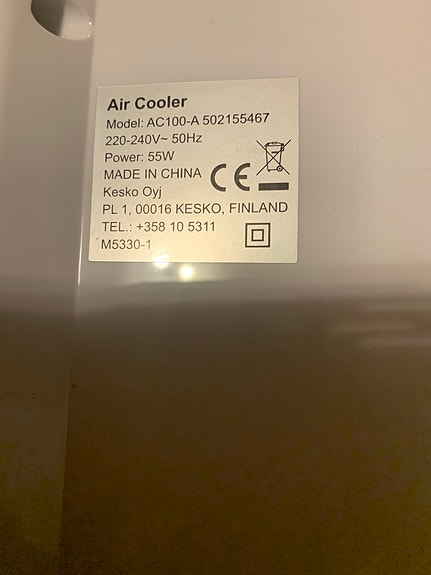 Air Cooler
Model: AC100-A 502155467
220-240V~ 50Hz
Power: 55W
MADE IN CHINA
CE
Kesko Oyj
PL 1, 00016 KESKO, FINLAND
TEL.: +358 10 5311
M5330-1